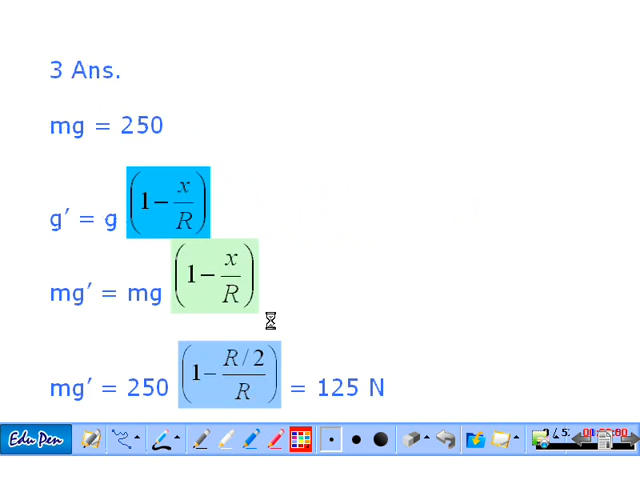 3 Ans.
mg = 250
g′ = g (1 − x/R)
mg′ = mg (1 − x/R)
mg′ = 250 (1 − (R/2)/R) = 125 N
Edu Pen